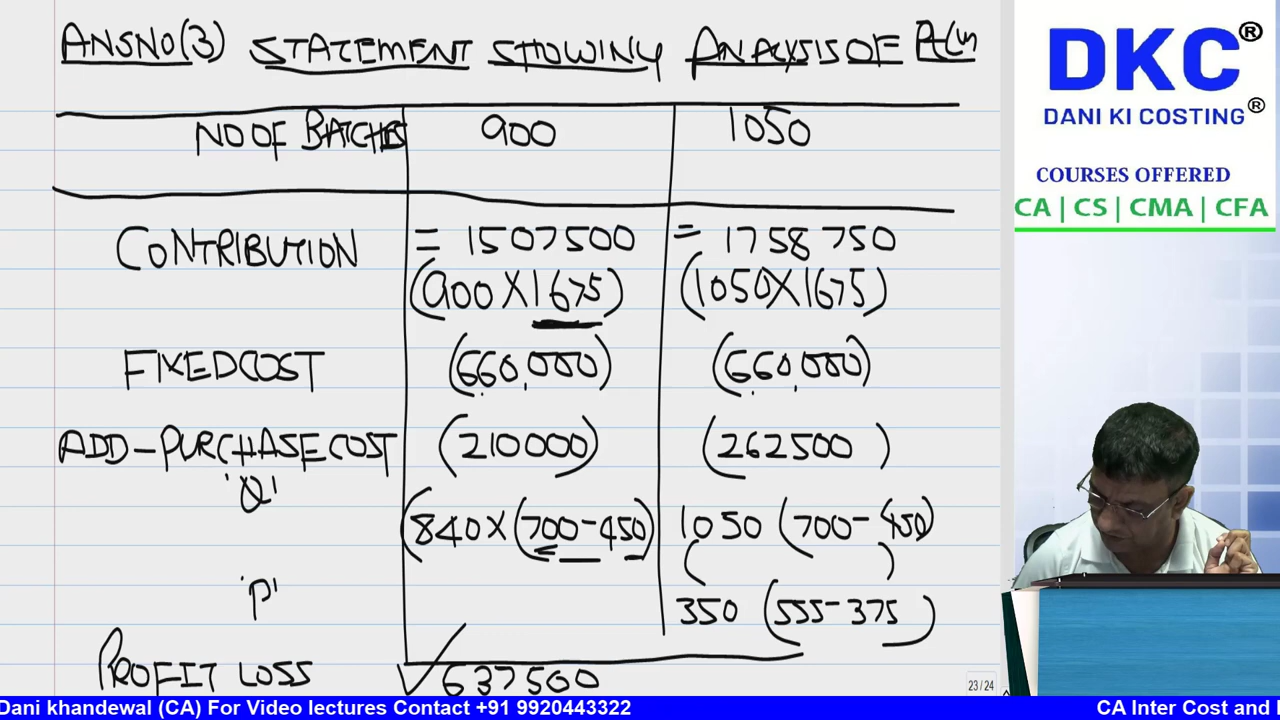 ANSNO(3) STATEMENT SHOWING ANALYSIS OF
NO OF BATCHES 900 1050
CONTRIBUTION = 1507500 = 1758750
(900 X 1675) (1050 X 1675)
FIXED COST (660,000) (660,000)
ADD-PURCHASE COST (210000) (262500)
'Q'
(840 X (700-450) 1050 (700-450)
( )
'P' 350 (555-375)
PROFIT LOSS 637500
23 / 24
DKC®
DANI KI COSTING®
COURSES OFFERED
CA | CS | CMA | CFA
Dani khandewal (CA) For Video lectures Contact +91 9920443322 CA Inter Cost and